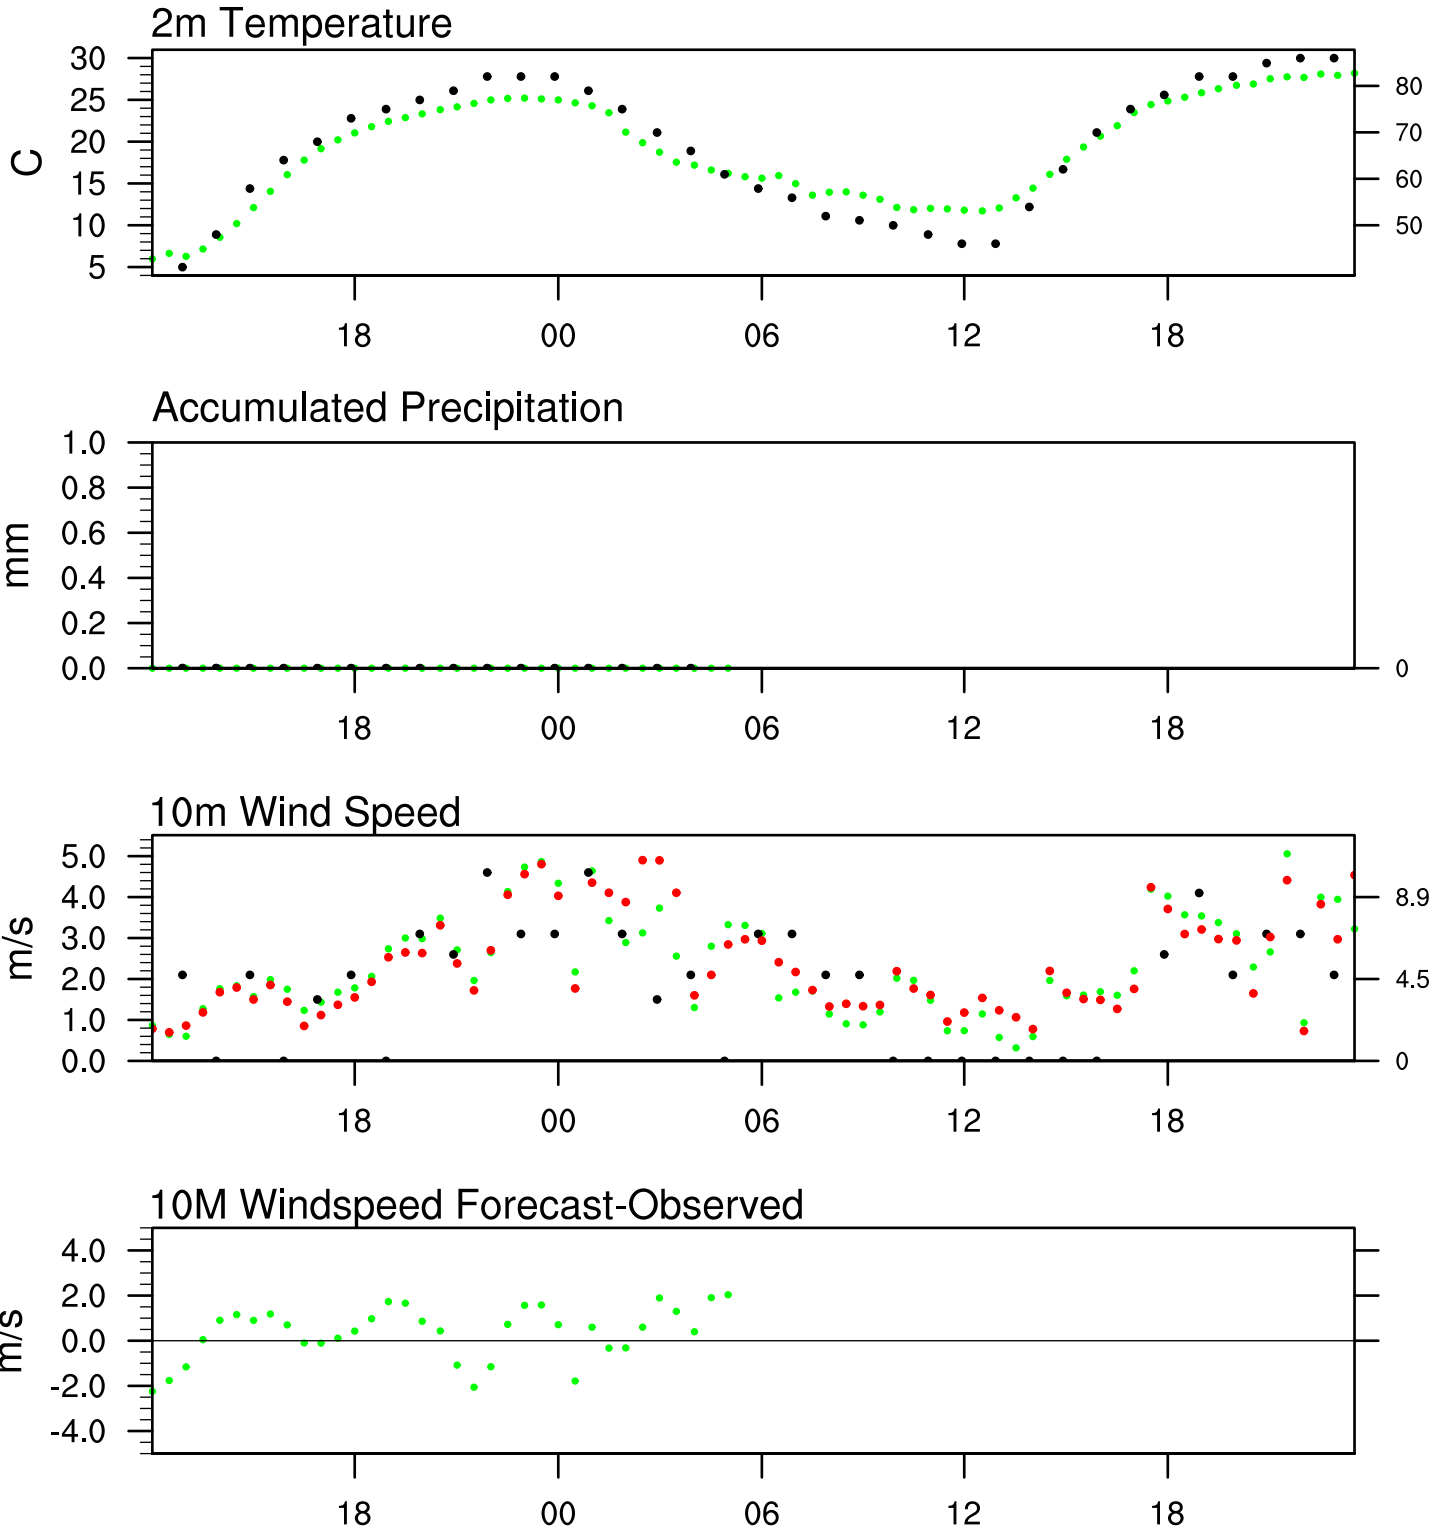 2m Temperature
30
25
20
15
10
5
C
80
70
60
50
18 00 06 12 18
Accumulated Precipitation
1.0
0.8
0.6
0.4
0.2
0.0
mm
0
18 00 06 12 18
10m Wind Speed
5.0
4.0
3.0
2.0
1.0
0.0
m/s
8.9
4.5
0
18 00 06 12 18
10M Windspeed Forecast-Observed
4.0
2.0
0.0
-2.0
-4.0
m/s
18 00 06 12 18